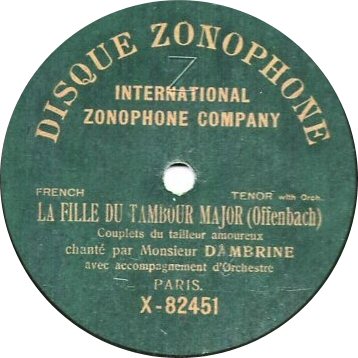 DISQUE ZONOPHONE
Z
INTERNATIONAL
ZONOPHONE COMPANY
FRENCH TENOR with Orch.
LA FILLE DU TAMBOUR MAJOR (Offenbach)
Couplets du tailleur amoureux
chanté par Monsieur DAMBRINE
avec accompagnement d'Orchestre
PARIS.
X-82451